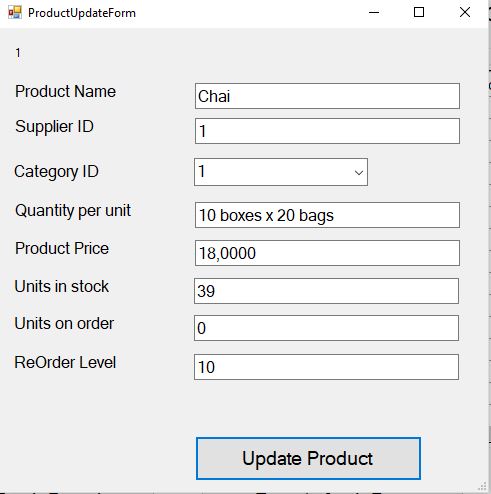 ProductUpdateForm
1
Product Name Chai
Supplier ID 1
Category ID 1
Quantity per unit 10 boxes x 20 bags
Product Price 18,0000
Units in stock 39
Units on order 0
ReOrder Level 10
Update Product